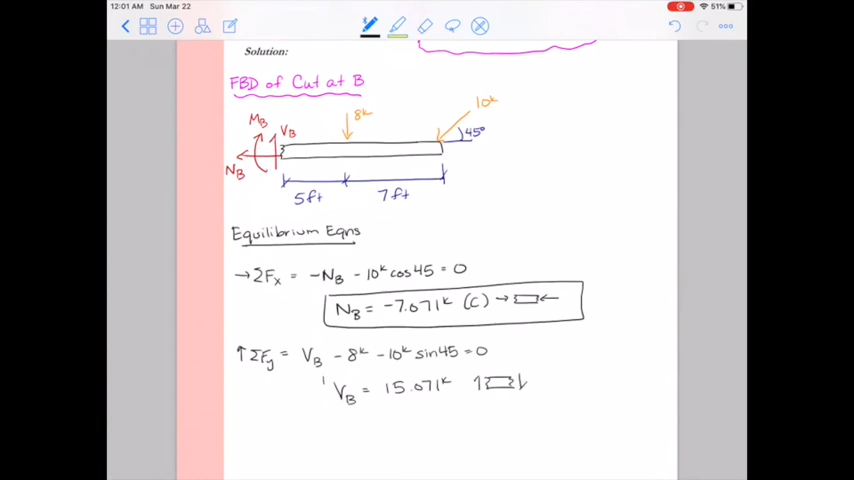 12:01 AM Sun Mar 22
51%
Solution:
FBD of Cut at B
10k
MB
VB
8k
45°
NB
5ft
7ft
Equilibrium Eqns
→ΣFx = -NB - 10k cos45 = 0
NB = -7.071k (C) →▭←
↑ΣFy = VB - 8k - 10k sin45 = 0
VB = 15.071k ↑▭↓